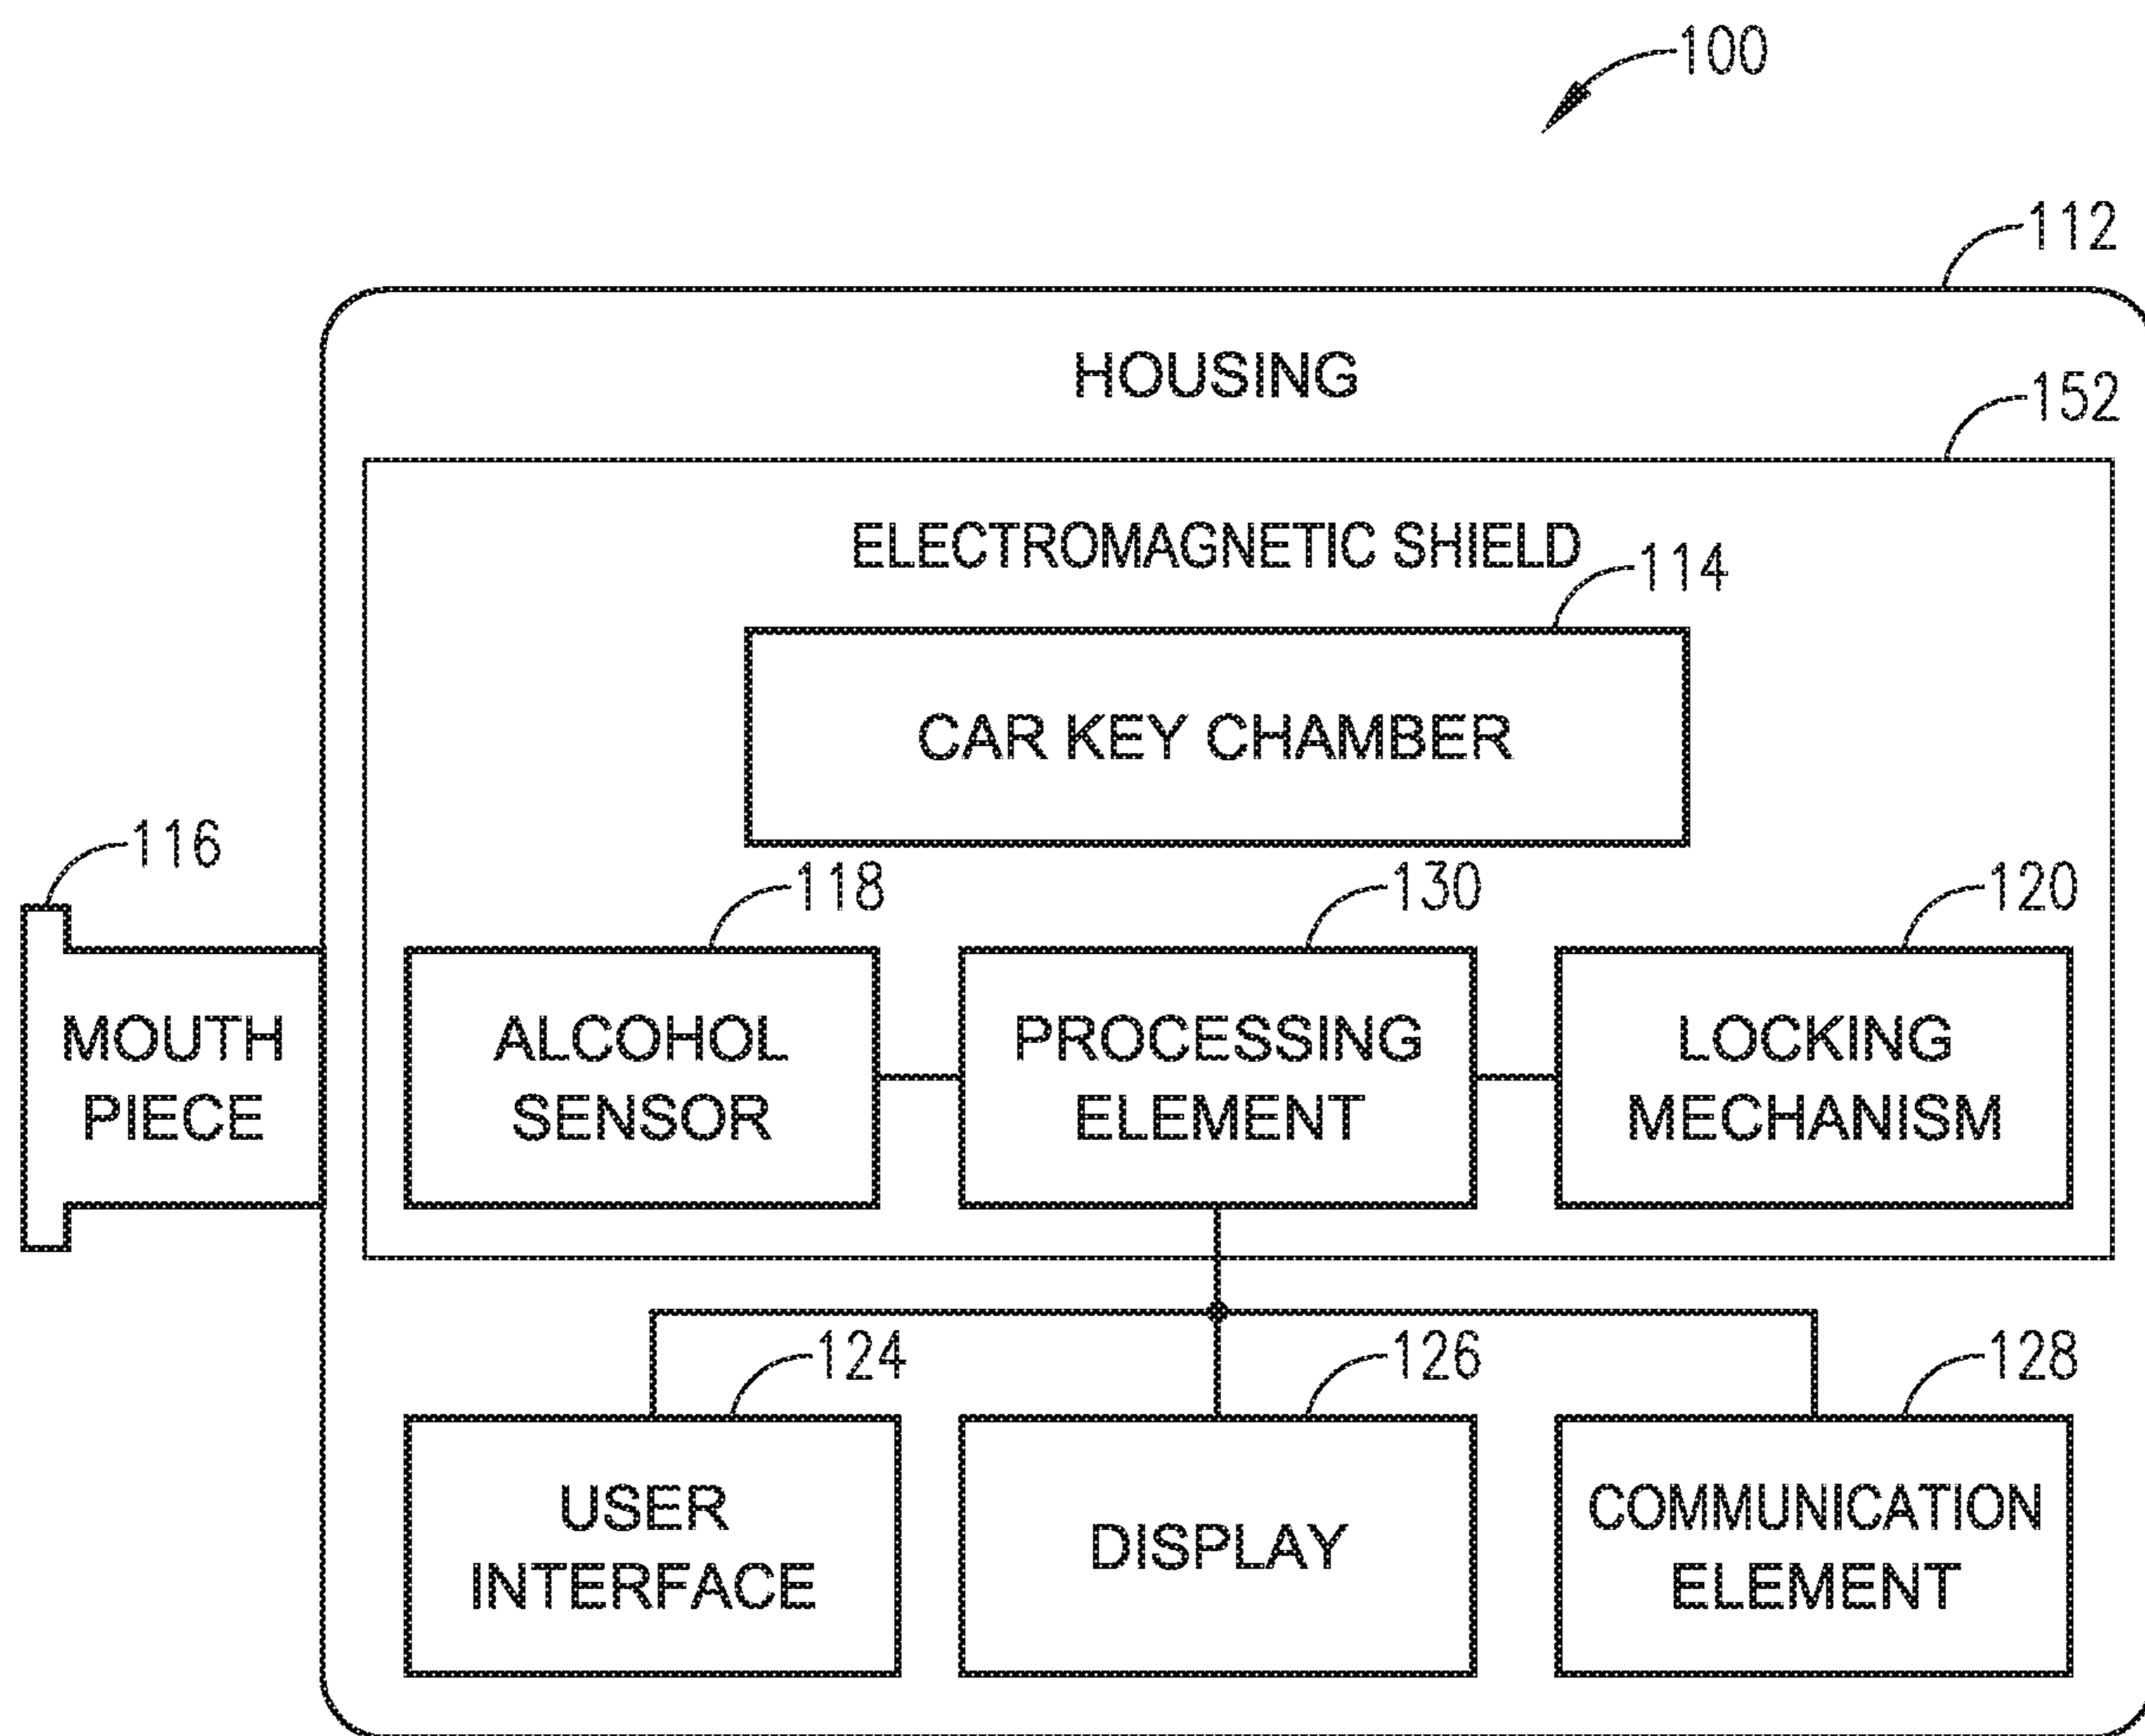 100
112
HOUSING
152
ELECTROMAGNETIC SHIELD
114
CAR KEY CHAMBER
116
118
130
120
MOUTH
PIECE
ALCOHOL
SENSOR
PROCESSING
ELEMENT
LOCKING
MECHANISM
124
126
128
USER
INTERFACE
DISPLAY
COMMUNICATION
ELEMENT